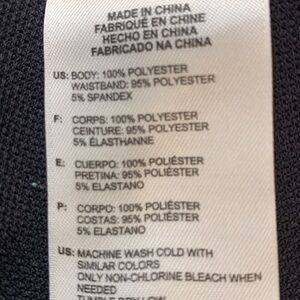 MADE IN CHINA
FABRIQUÉ EN CHINE
HECHO EN CHINA
FABRICADO NA CHINA
US: BODY: 100% POLYESTER
WAISTBAND: 95% POLYESTER
5% SPANDEX
F: CORPS: 100% POLYESTER
CEINTURE: 95% POLYESTER
5% ÉLASTHANNE
E: CUERPO: 100% POLIÉSTER
PRETINA: 95% POLIÉSTER
5% ELASTANO
P: CORPO: 100% POLIÉSTER
COSTAS: 95% POLIÉSTER
5% ELASTANO
US: MACHINE WASH COLD WITH
SIMILAR COLORS
ONLY NON-CHLORINE BLEACH WHEN
NEEDED
TUMBLE DRY LOW